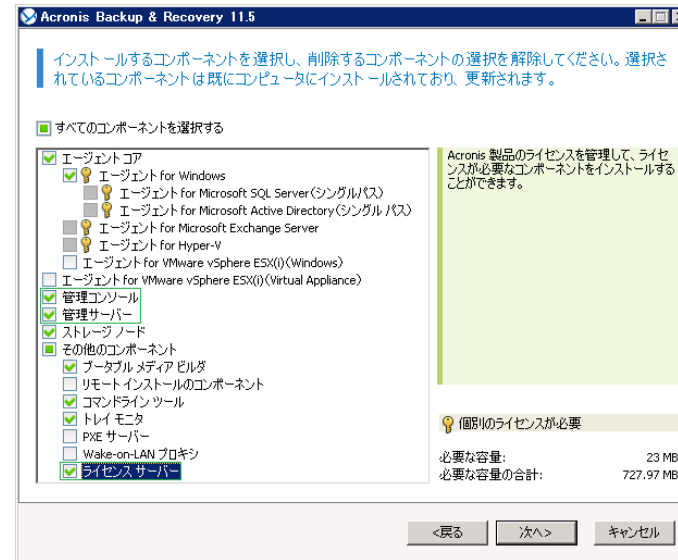 Acronis Backup & Recovery 11.5
インストールするコンポーネントを選択し、削除するコンポーネントの選択を解除してください。選択さ
れているコンポーネントは既にコンピュータにインストールされており、更新されます。
すべてのコンポーネントを選択する
エージェント コア
エージェント for Windows
エージェント for Microsoft SQL Server(シングルパス)
エージェント for Microsoft Active Directory(シングル パス)
エージェント for Microsoft Exchange Server
エージェント for Hyper-V
エージェント for VMware vSphere ESX(i)(Windows)
エージェント for VMware vSphere ESX(i)(Virtual Appliance)
管理コンソール
管理サーバー
ストレージ ノード
その他のコンポーネント
ブータブル メディア ビルダ
リモート インストールのコンポーネント
コマンドライン ツール
トレイ モニタ
PXE サーバー
Wake-on-LAN プロキシ
ライセンス サーバー
Acronis 製品のライセンスを管理して、ライセ
ンスが必要なコンポーネントをインストールする
ことができます。
個別のライセンスが必要
必要な容量: 23 MB
必要な容量の合計: 727.97 MB
<戻る 次へ> キャンセル